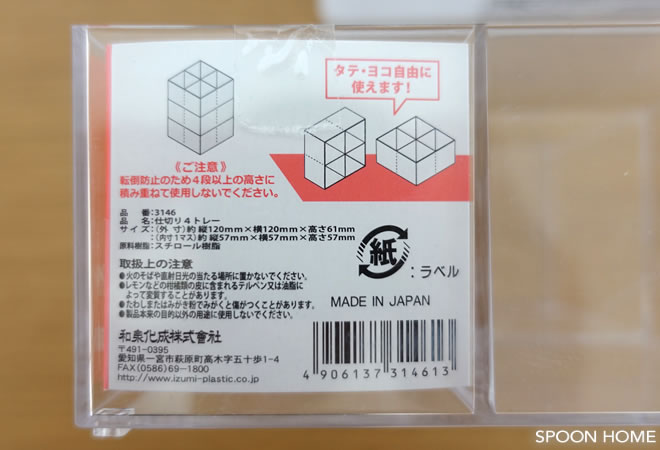 タテ・ヨコ自由に
使えます!
《ご注意》
転倒防止のため4段以上の高さに
積み重ねて使用しないでください。
品 番:3146
品 名:仕切り4トレー
サイズ:(外 寸)約 縦120mm×横120mm×高さ61mm
:(内寸1マス)約 縦57mm×横57mm×高さ57mm
原料樹脂:スチロール樹脂
取扱上の注意
●火のそばや直射日光の当たる場所に置かないでください。
●レモンなどの柑橘類の皮に含まれるテルペン又は油脂に
よって変質することがあります。
●たわしまたはみがき粉でみがくと傷がつくことがあります。
●製品本来の目的以外の用途に使用しないでください。
紙
:ラベル
MADE IN JAPAN
和泉化成株式會社
〒491-0395
愛知県一宮市萩原町高木字五十歩1-4
FAX(0586)69-1800
http://www.izumi-plastic.co.jp
4 906137 314613
SPOON HOME